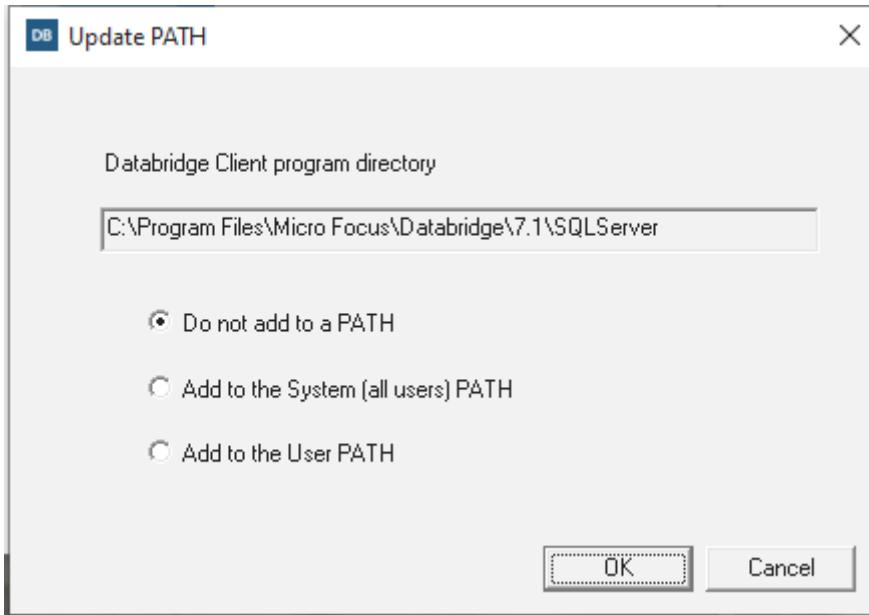 DB Update PATH
Databridge Client program directory
C:\Program Files\Micro Focus\Databridge\7.1\SQLServer
Do not add to a PATH
Add to the System (all users) PATH
Add to the User PATH
OK Cancel